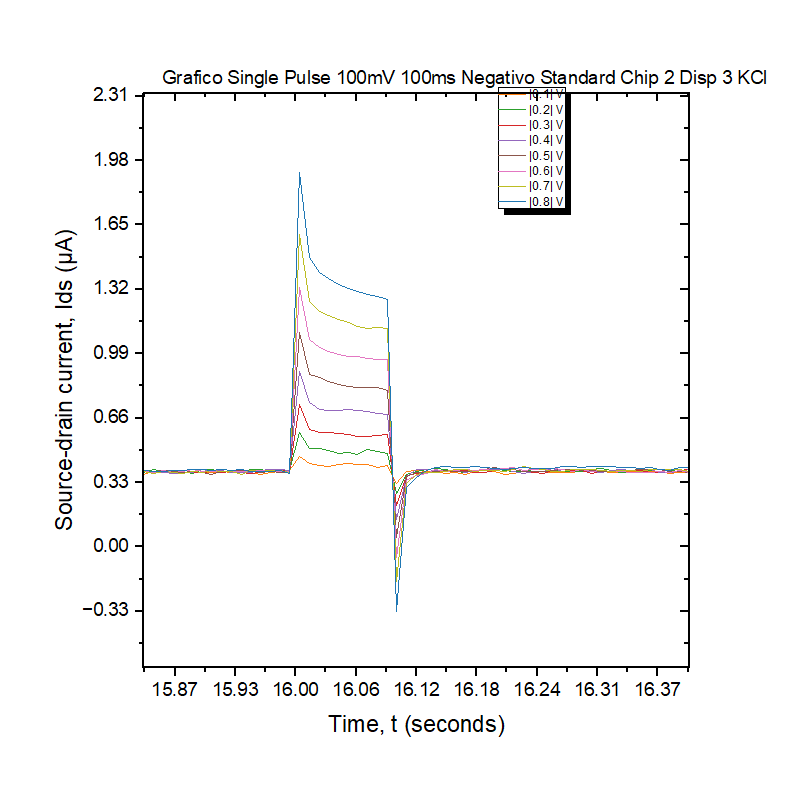 Grafico Single Pulse 100mV 100ms Negativo Standard Chip 2 Disp 3 KCl
|0.1| V
|0.2| V
|0.3| V
|0.4| V
|0.5| V
|0.6| V
|0.7| V
|0.8| V
2.31
1.98
1.65
1.32
0.99
0.66
0.33
0.00
−0.33
Source-drain current, Ids (µA)
15.87 15.93 16.00 16.06 16.12 16.18 16.24 16.31 16.37
Time, t (seconds)